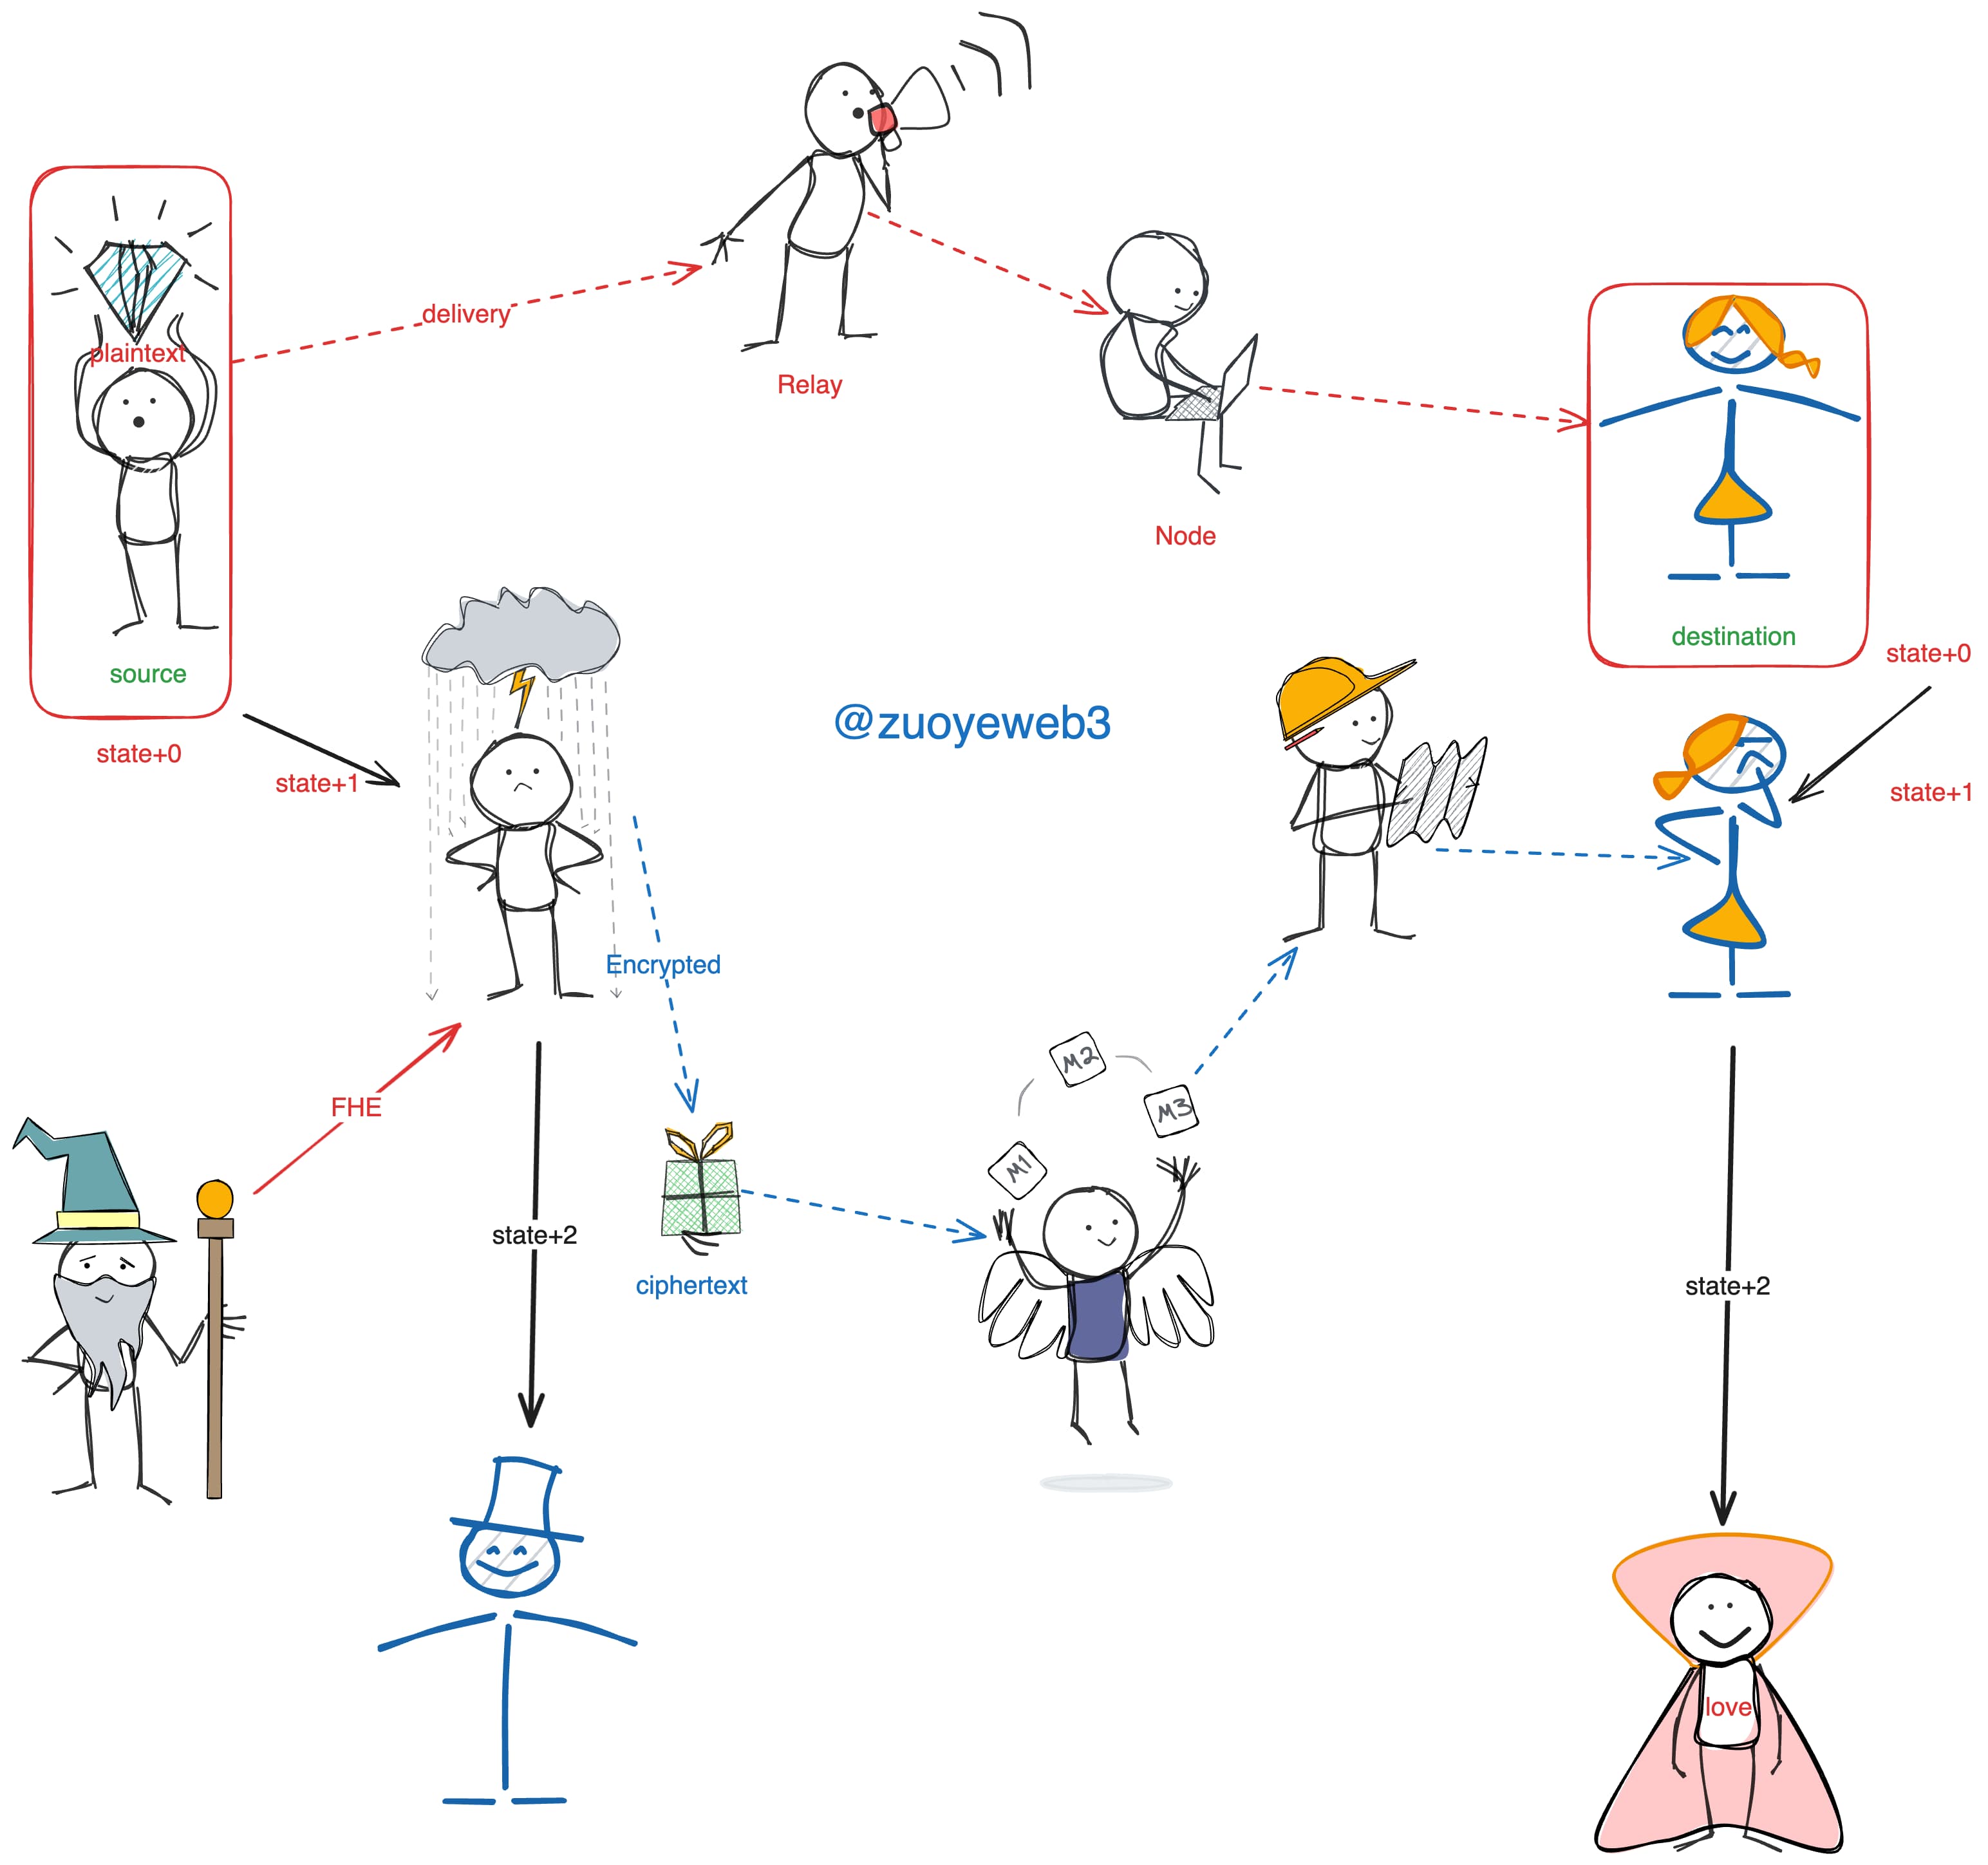 plaintext
source
state+0
delivery
Relay
Node
destination
state+0
state+1
state+1
@zuoyeweb3
Encrypted
FHE
state+2
ciphertext
M1
M2
M3
state+2
love